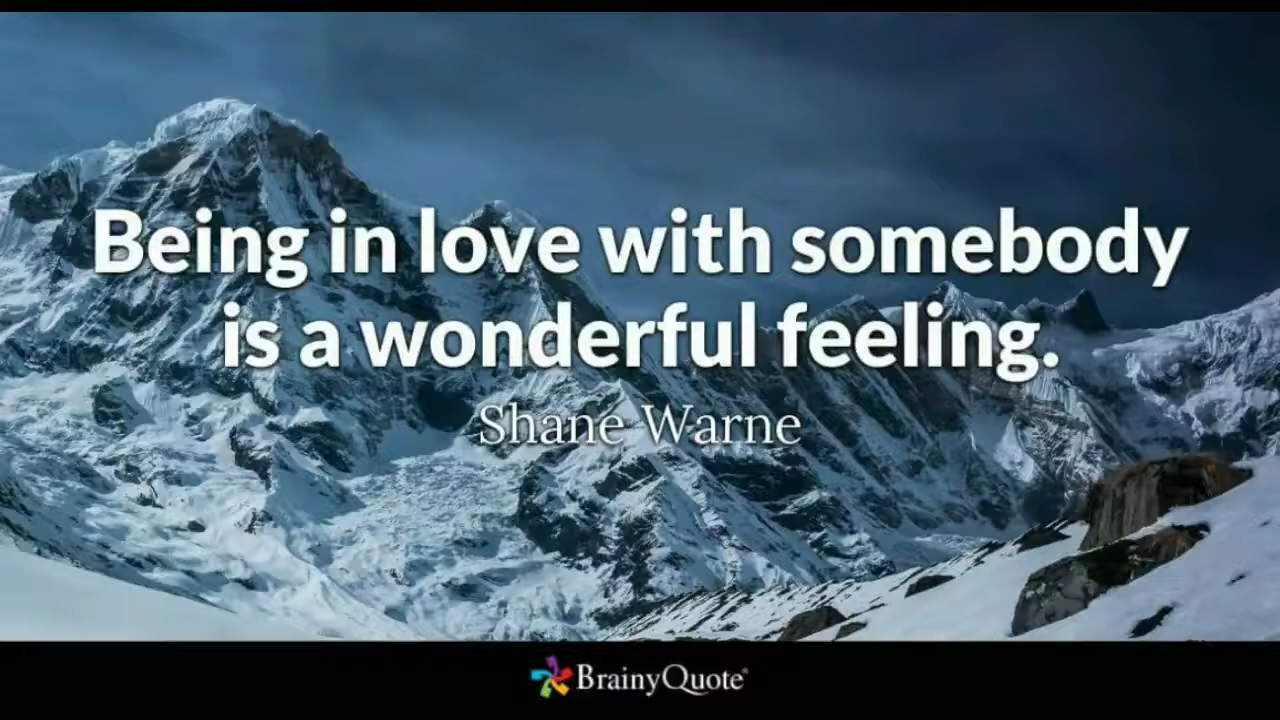 Being in love with somebody
is a wonderful feeling.
Shane Warne
BrainyQuote®